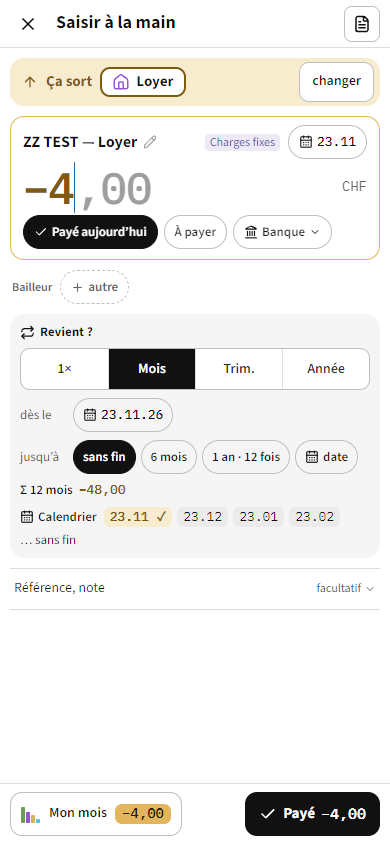 Saisir à la main
Ça sort Loyer changer
ZZ TEST — Loyer Charges fixes 23.11
−4,00 CHF
Payé aujourd’hui À payer Banque
Bailleur + autre
Revient ?
1× Mois Trim. Année
dès le 23.11.26
jusqu’à sans fin 6 mois 1 an · 12 fois date
Σ 12 mois −48,00
Calendrier 23.11 ✓ 23.12 23.01 23.02
… sans fin
Référence, note facultatif
Mon mois −4,00 Payé −4,00